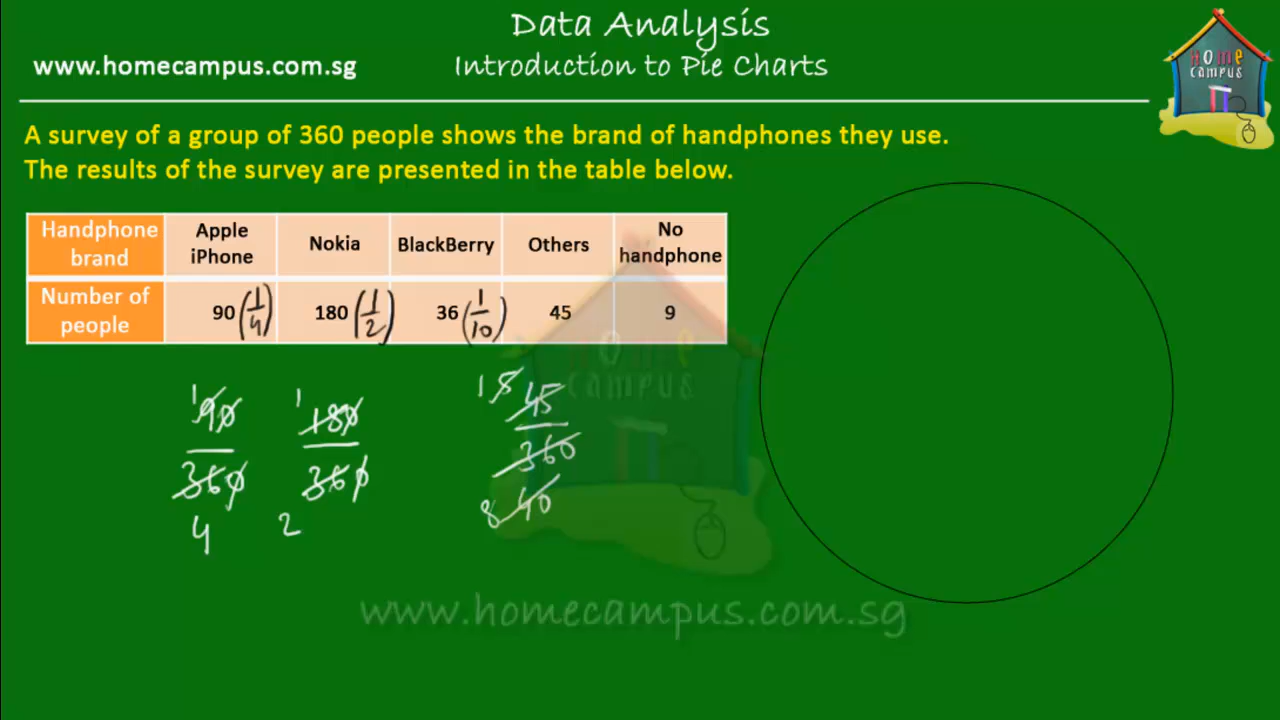 Data Analysis
www.homecampus.com.sg
Introduction to Pie Charts
HOME
campus
A survey of a group of 360 people shows the brand of handphones they use.
The results of the survey are presented in the table below.
Handphone brand Apple iPhone Nokia BlackBerry Others No handphone
Number of people 90 (1/4) 180 (1/2) 36 (1/10) 45 9
HOME
CAMPUS
1 90 1 180 1 5 45
360 360 360
4 2 8 40
www.homecampus.com.sg